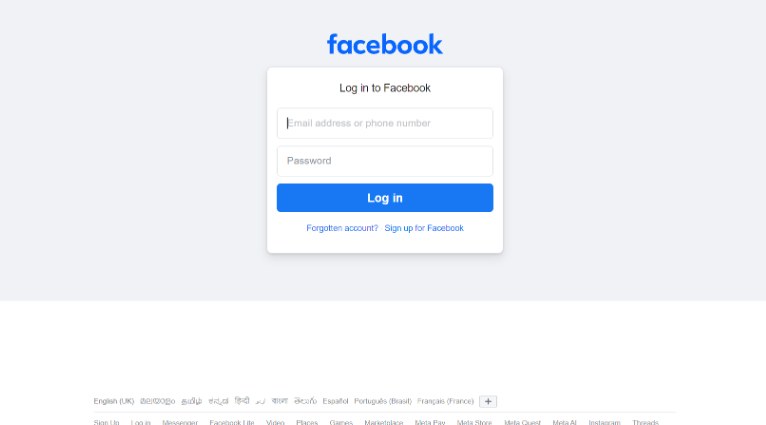 facebook
Log in to Facebook
Email address or phone number
Password
Log in
Forgotten account? Sign up for Facebook
English (UK) മലയാളം தமிழ் ಕನ್ನಡ हिन्दी اردو বাংলা తెలుగు Español Português (Brasil) Français (France) +
Sign Up Log in Messenger Facebook Lite Video Places Games Marketplace Meta Pay Meta Store Meta Quest Meta AI Instagram Threads